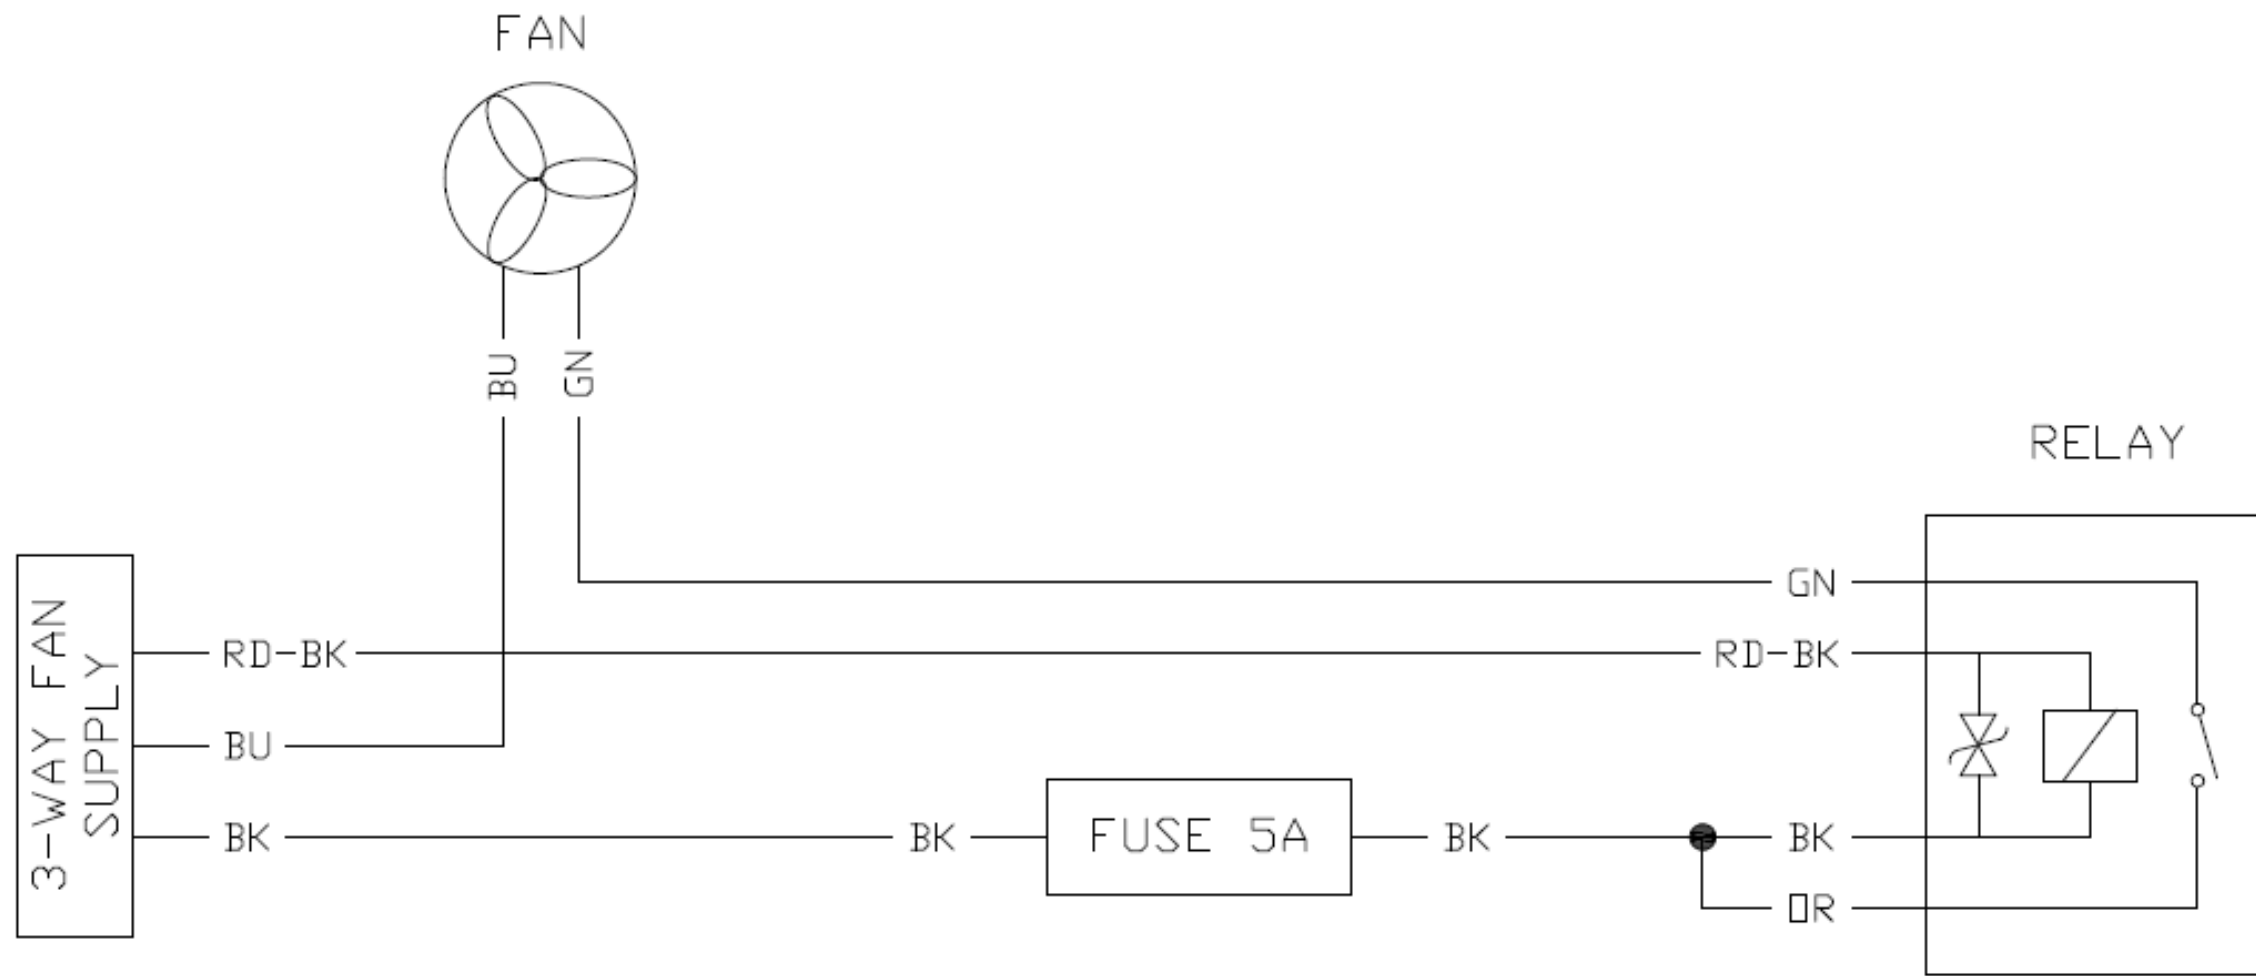 FAN
BU
GN
RELAY
GN
3-WAY FAN
SUPPLY
RD-BK
RD-BK
BU
BK
BK
FUSE 5A
BK
BK
OR